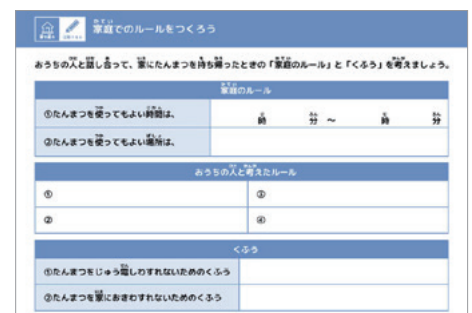 家庭でのルールをつくろう
おうちの人と話し合って、家にたんまつを持ち帰ったときの「家庭のルール」と「くふう」を考えましょう。
家庭のルール
①たんまつを使ってもよい時間は、 時 分 ～ 時 分
②たんまつを使ってもよい場所は、
おうちの人と考えたルール
① ③
② ④
くふう
①たんまつをじゅう電しわすれないためのくふう
②たんまつを家におきわすれないためのくふう